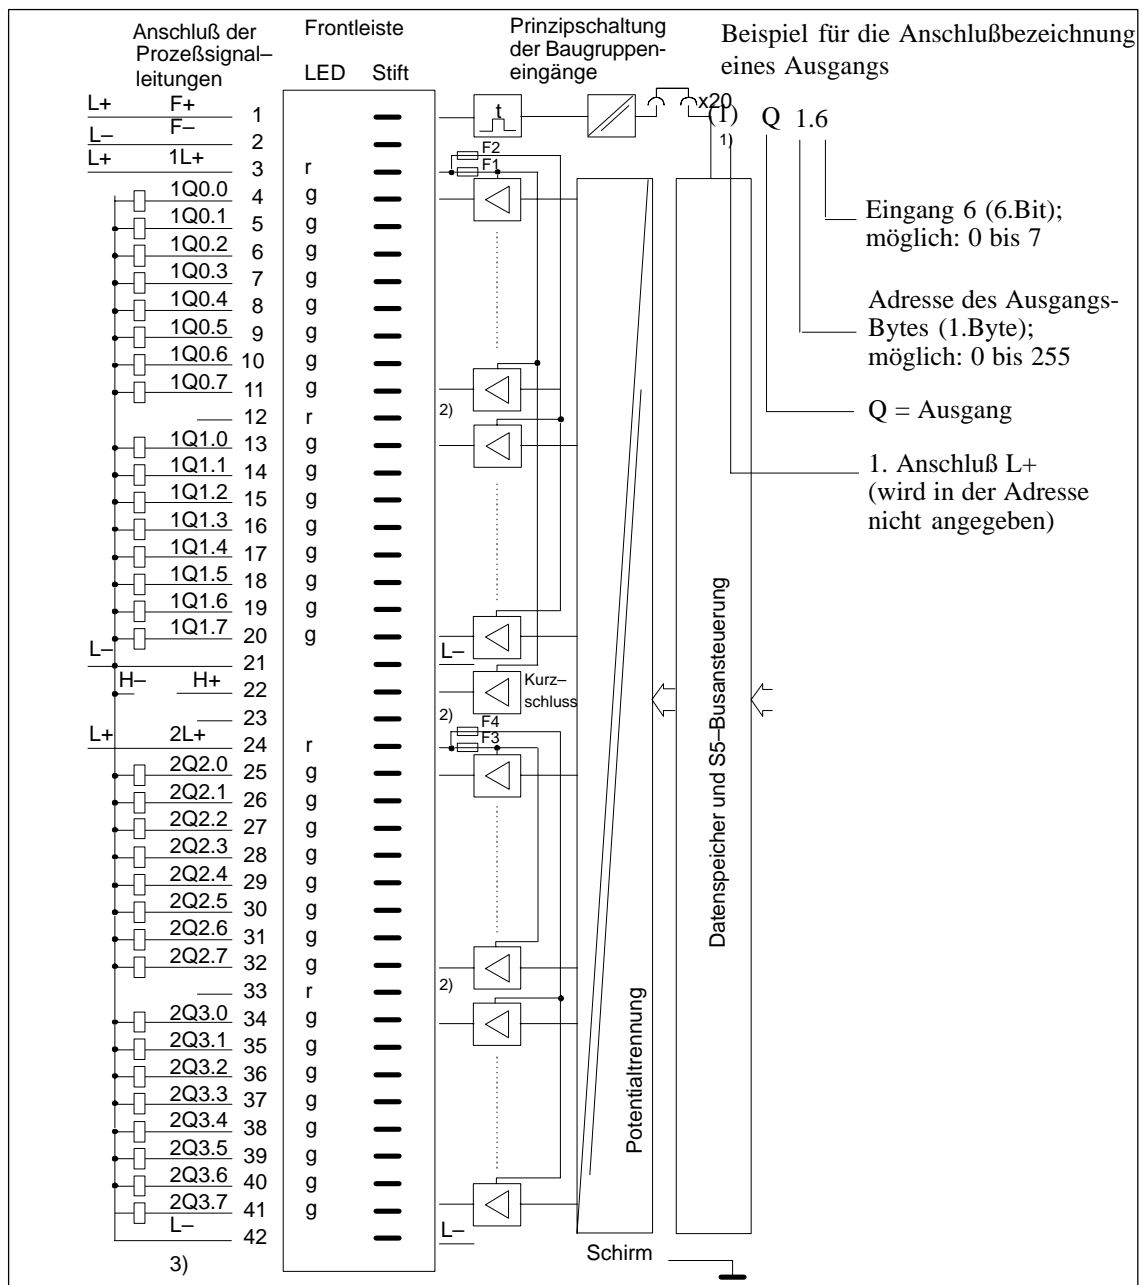 Anschluß der
Prozeßsignal–
leitungen
Frontleiste
LED Stift
Prinzipschaltung
der Baugruppen-
eingänge
Beispiel für die Anschlußbezeichnung
eines Ausgangs
L+ F+ 1
t
x20
(1) Q 1.6
1)
L– F– 2
F2
L+ 1L+ 3 r
F1
1Q0.0 4 g
1Q0.1 5 g
Eingang 6 (6.Bit);
möglich: 0 bis 7
1Q0.2 6 g
1Q0.3 7 g
1Q0.4 8 g
1Q0.5 9 g
Adresse des Ausgangs-
Bytes (1.Byte);
möglich: 0 bis 255
1Q0.6 10 g
1Q0.7 11 g
2)
12 r
Q = Ausgang
1Q1.0 13 g
1Q1.1 14 g
1. Anschluß L+
(wird in der Adresse
nicht angegeben)
1Q1.2 15 g
1Q1.3 16 g
1Q1.4 17 g
1Q1.5 18 g
1Q1.6 19 g
1Q1.7 20 g
L– 21 L–
H– H+ 22
Kurz–
schluss
23 2)
F4
L+ 2L+ 24 r
F3
2Q2.0 25 g
2Q2.1 26 g
2Q2.2 27 g
2Q2.3 28 g
2Q2.4 29 g
2Q2.5 30 g
2Q2.6 31 g
2Q2.7 32 g
2)
33 r
2Q3.0 34 g
2Q3.1 35 g
2Q3.2 36 g
2Q3.3 37 g
2Q3.4 38 g
2Q3.5 39 g
2Q3.6 40 g
2Q3.7 41 g
L– 42 L–
3)
Potentialtrennung
Datenspeicher und S5–Busansteuerung
Schirm